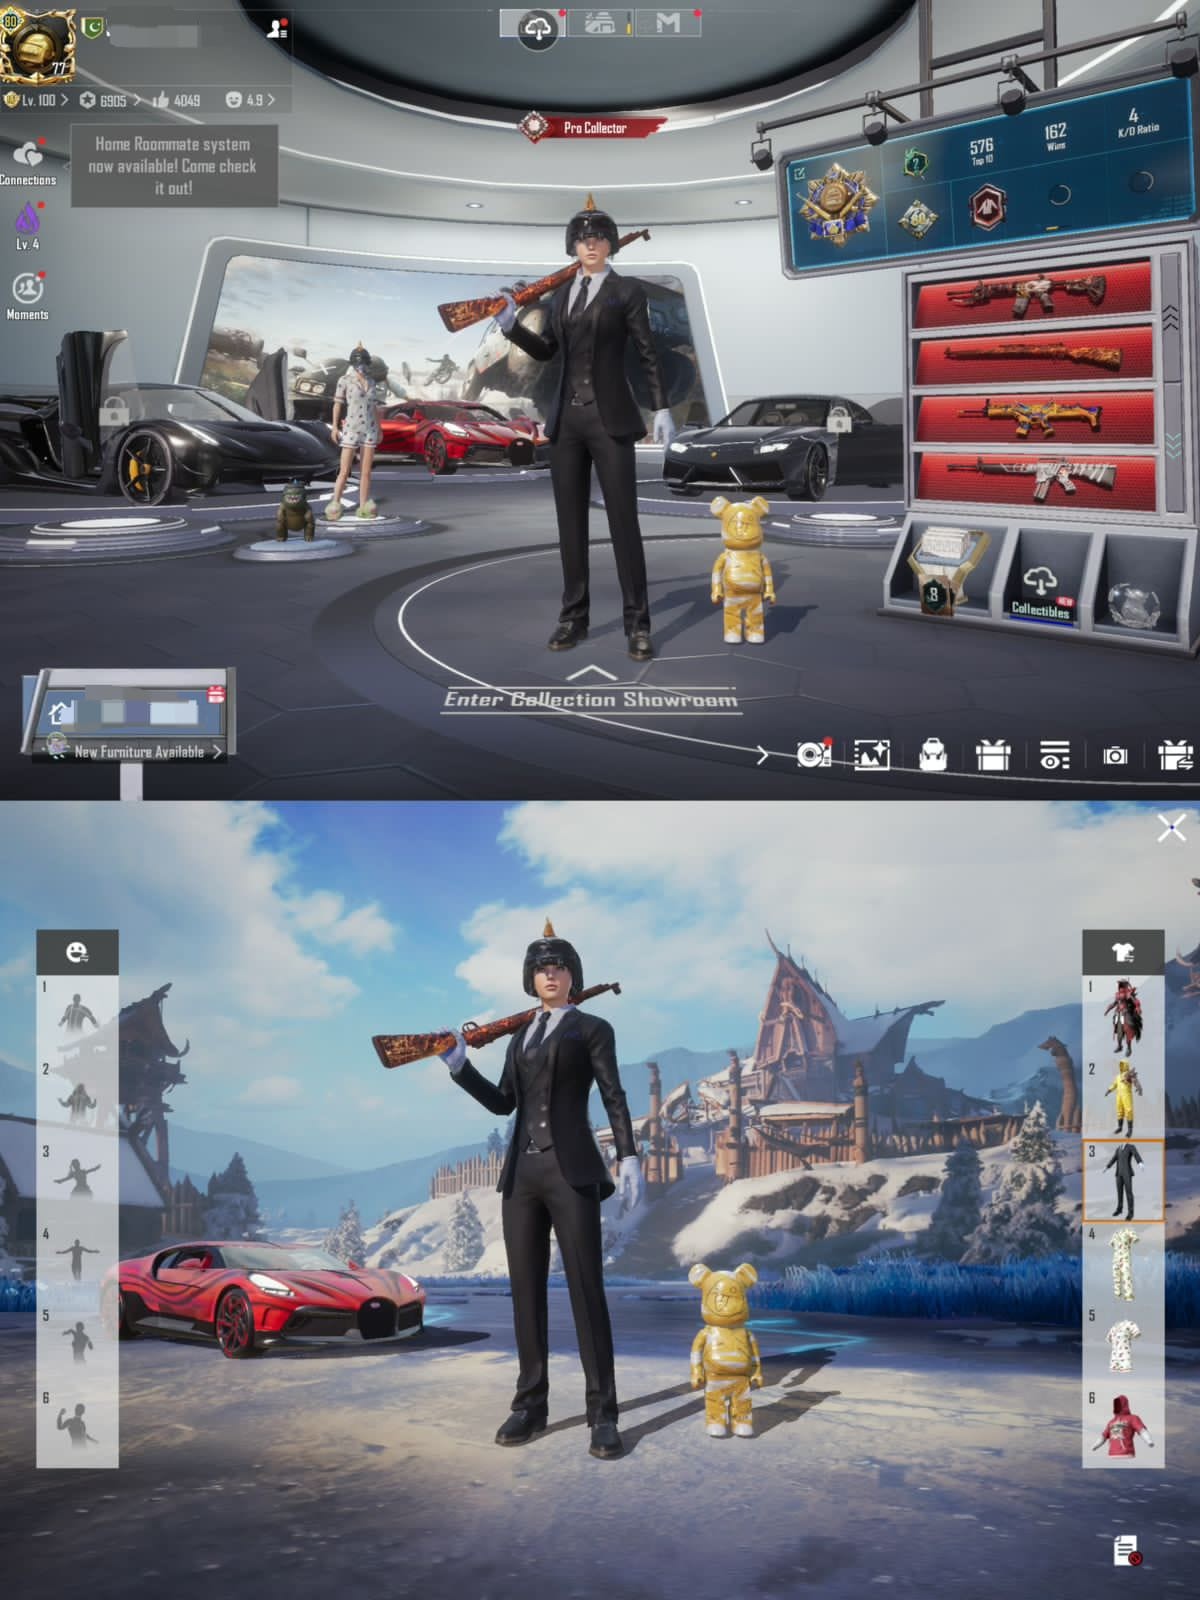 80
77
Lv. 100
6905
4049
4.9
Home Roommate system
now available! Come check
it out!
Connections
Lv. 4
Moments
Pro Collector
576
Top 10
162
Wins
4
K/D Ratio
60
8
NEW
Collectibles
Enter Collection Showroom
New Furniture Available
1
2
3
4
5
6
1
2
3
4
5
6